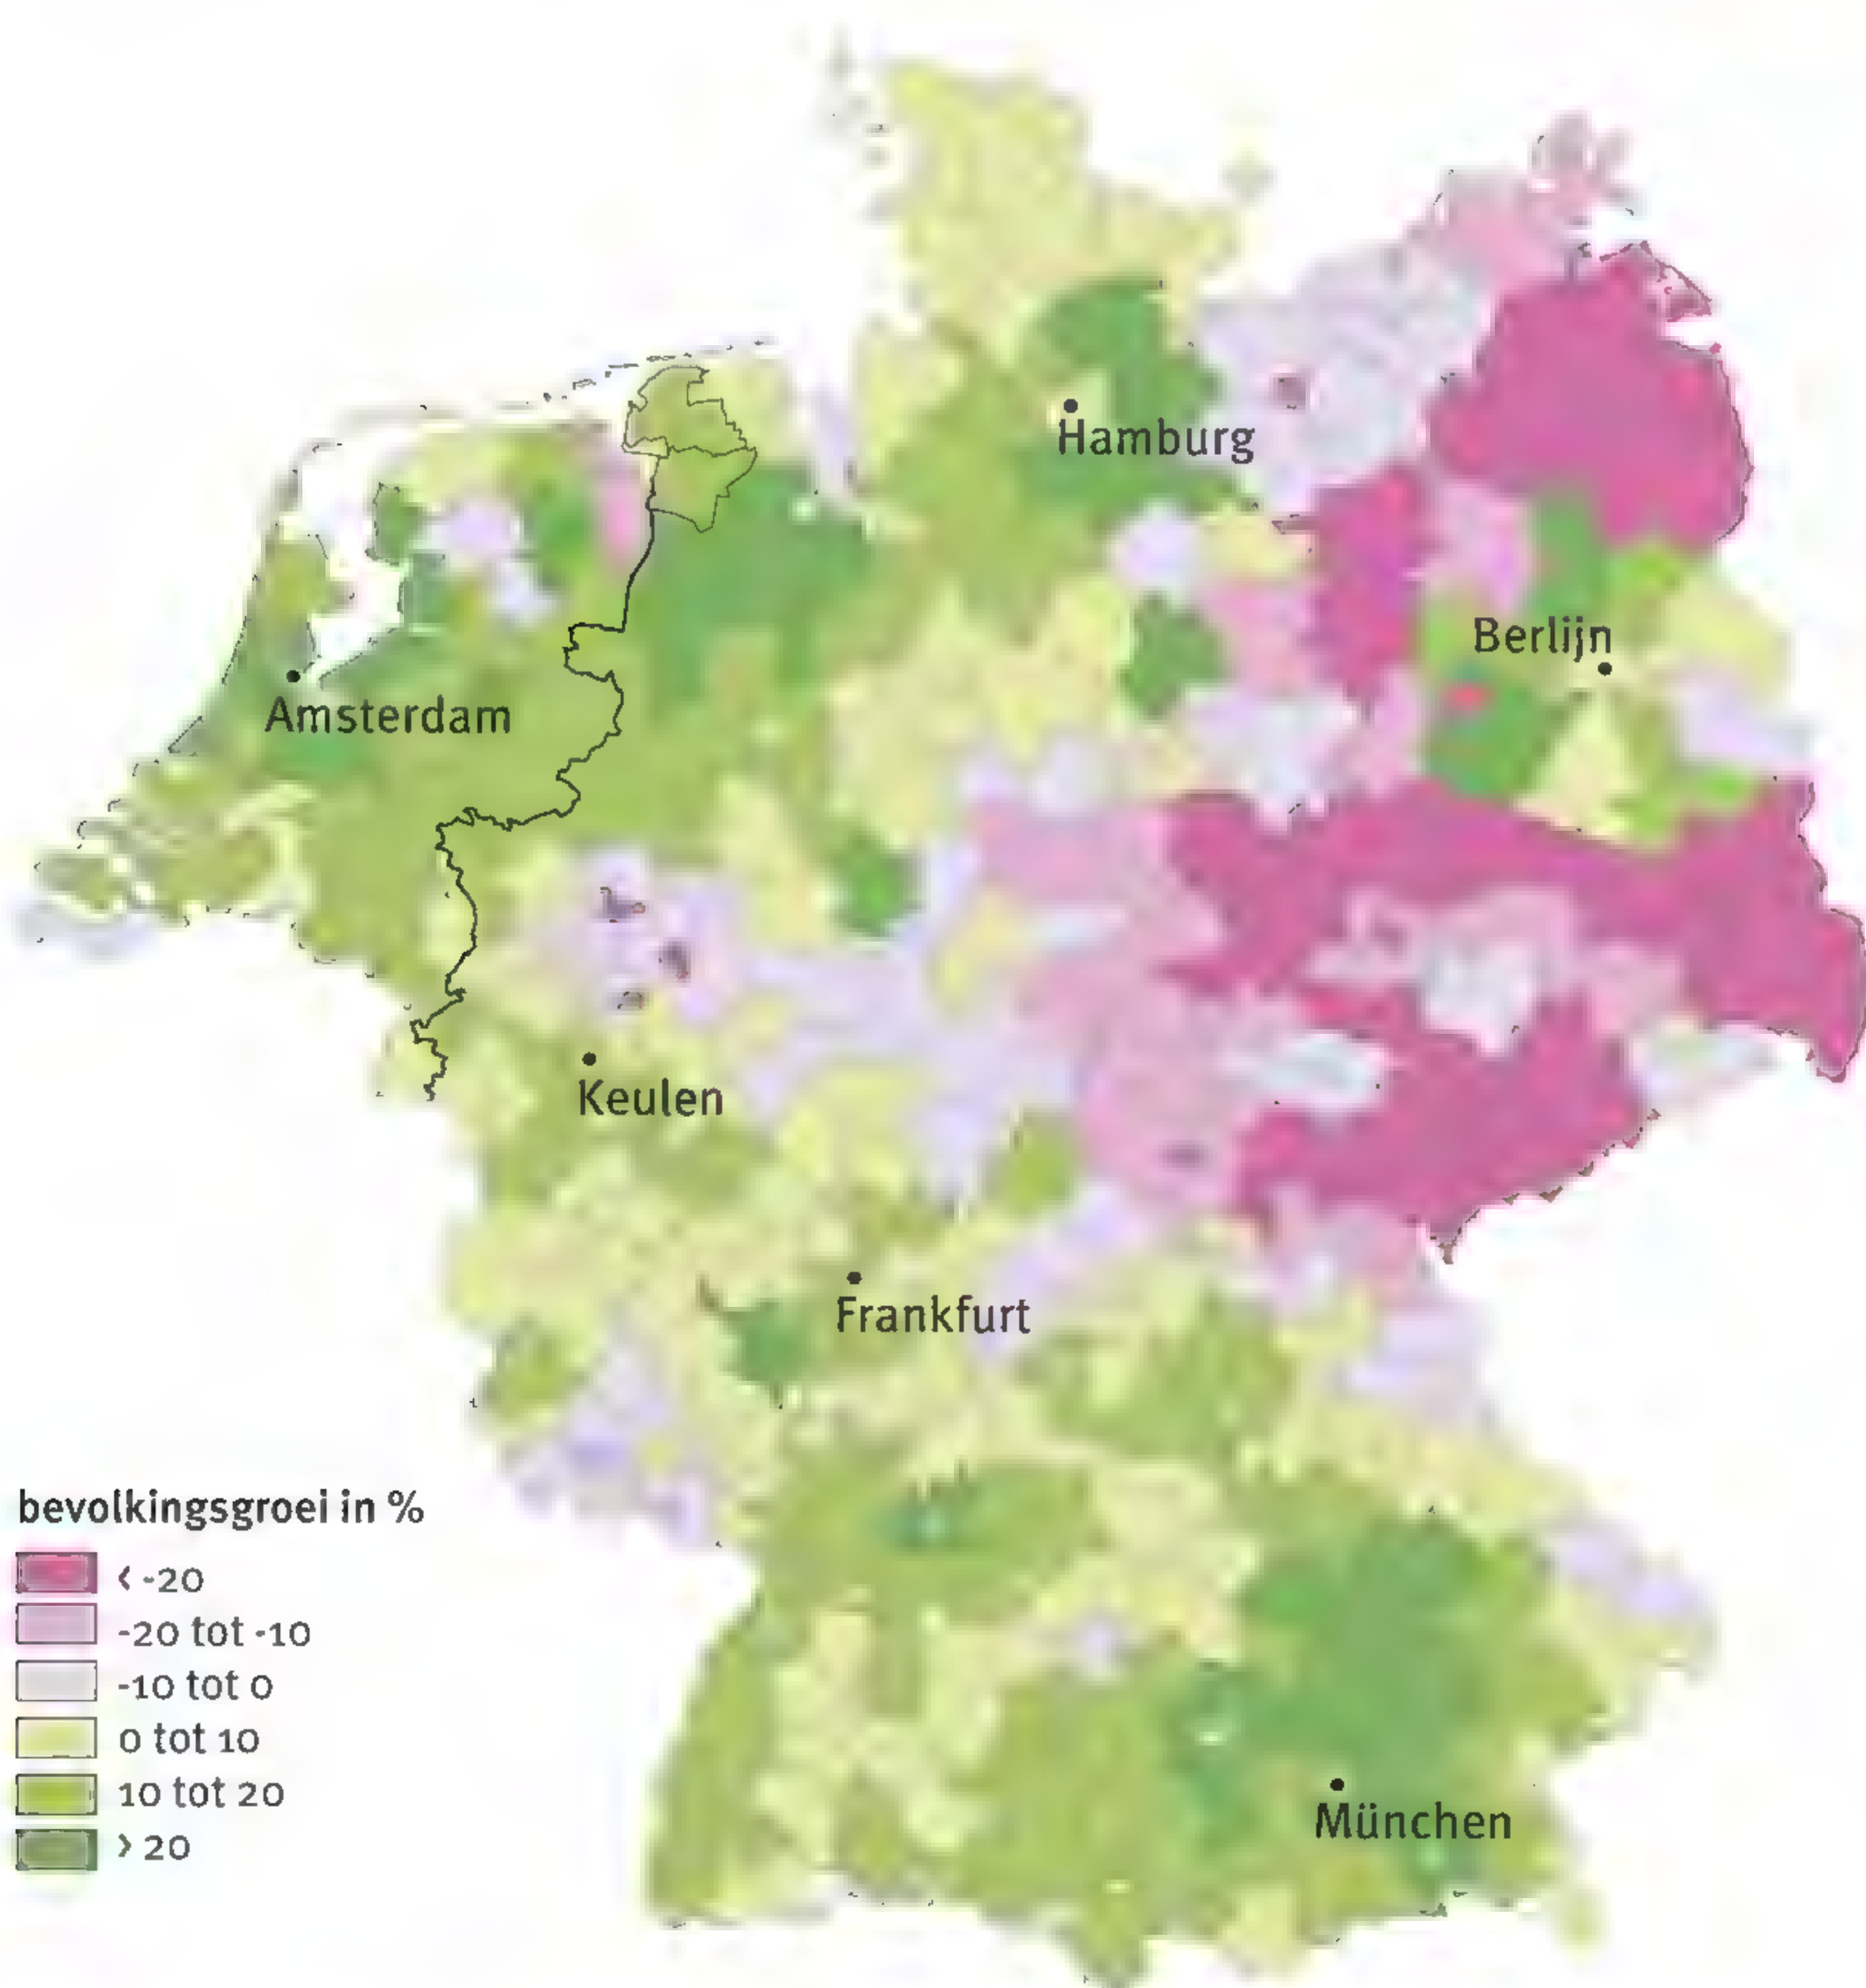 Hamburg
Berlijn
Amsterdam
Keulen
Frankfurt
bevolkingsgroei in %
< -20
-20 tot -10
-10 tot 0
0 tot 10
10 tot 20
> 20
München